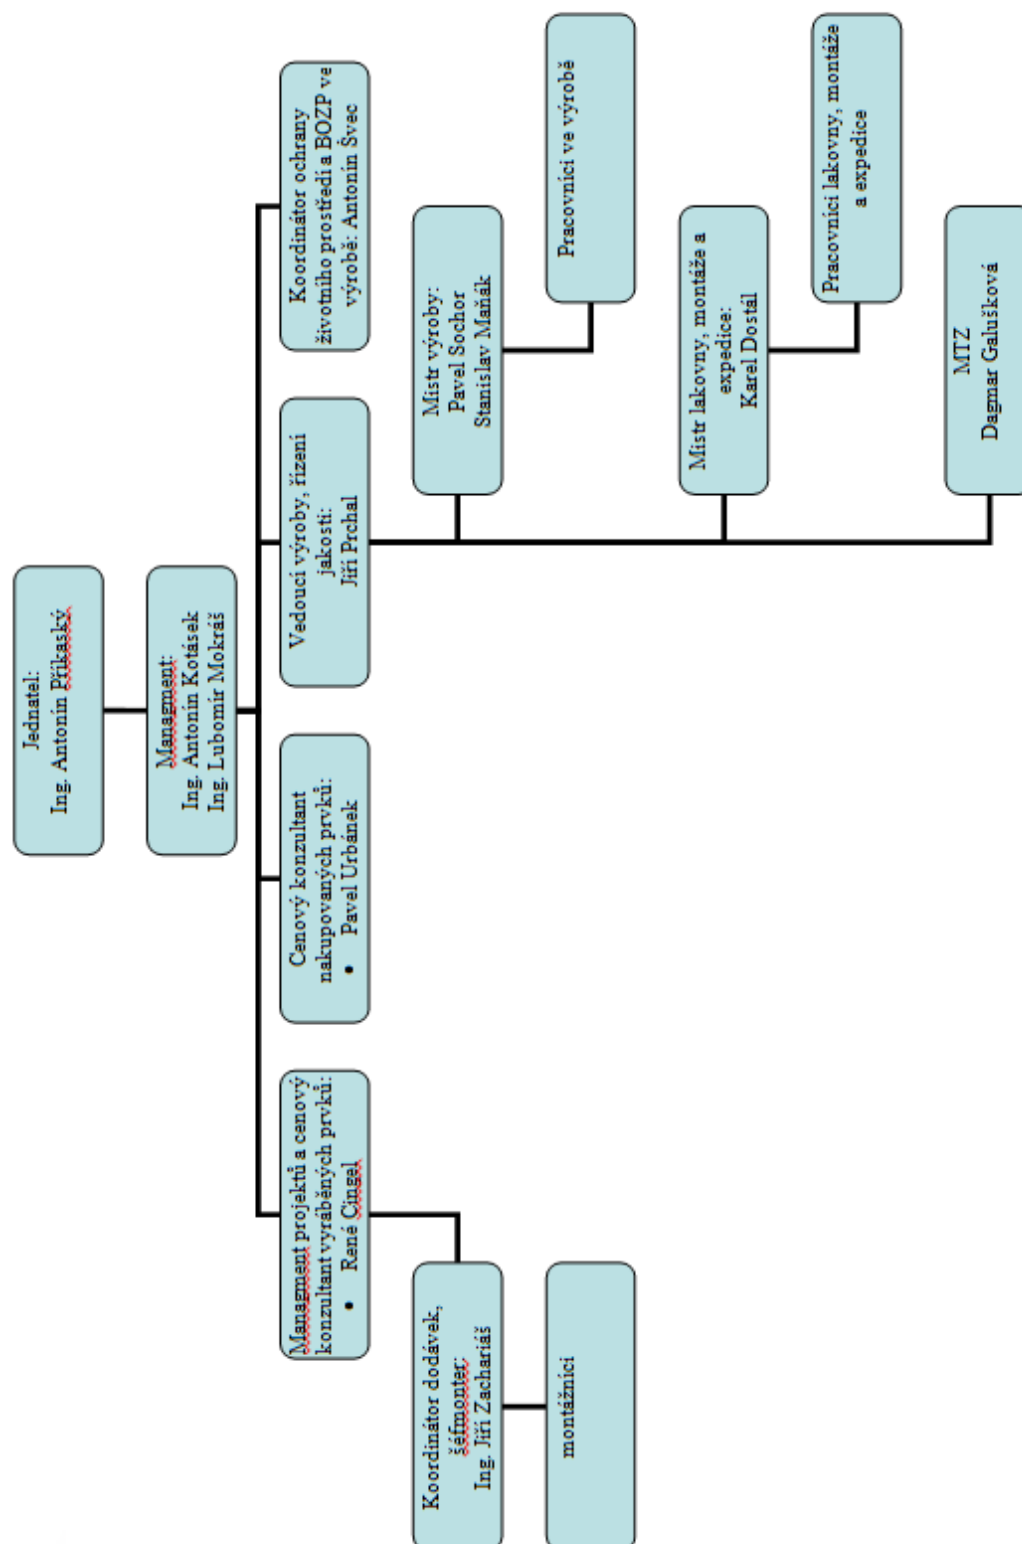 Jednatel:
Ing. Antonín Příkaský
Managment:
Ing. Antonín Kotásek
Ing. Lubomír Mokráš
Managment projektů a cenový
konzultant vyráběných prvků:
• René Cingel
Cenový konzultant
nakupovaných prvků:
• Pavel Urbánek
Vedoucí výroby, řízení
jakosti:
Jiří Prchal
Koordinátor ochrany
životního prostředí a BOZP ve
výrobě: Antonín Švec
Koordinátor dodávek,
šéfmonter:
Ing. Jiří Zachariáš
montážníci
Mistr výroby:
Pavel Sochor
Stanislav Maňák
Pracovníci ve výrobě
Mistr lakovny, montáže a
expedice:
Karel Dostál
Pracovníci lakovny, montáže
a expedice
MTZ
Dagmar Galušková